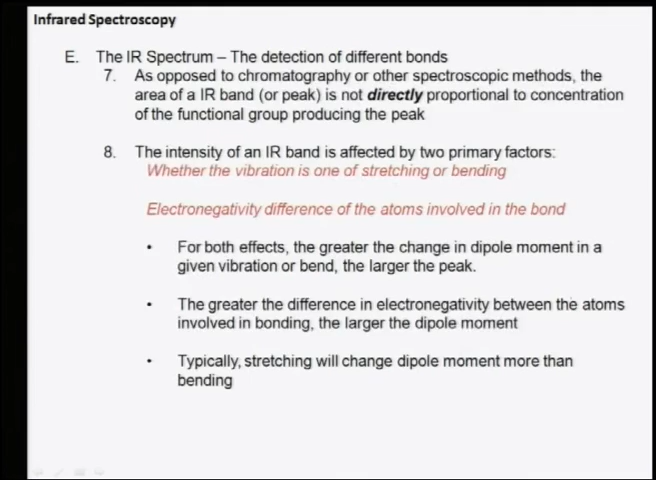 Infrared Spectroscopy
E. The IR Spectrum – The detection of different bonds
7. As opposed to chromatography or other spectroscopic methods, the
area of a IR band (or peak) is not directly proportional to concentration
of the functional group producing the peak
8. The intensity of an IR band is affected by two primary factors:
Whether the vibration is one of stretching or bending
Electronegativity difference of the atoms involved in the bond
• For both effects, the greater the change in dipole moment in a
given vibration or bend, the larger the peak.
• The greater the difference in electronegativity between the atoms
involved in bonding, the larger the dipole moment
• Typically, stretching will change dipole moment more than
bending